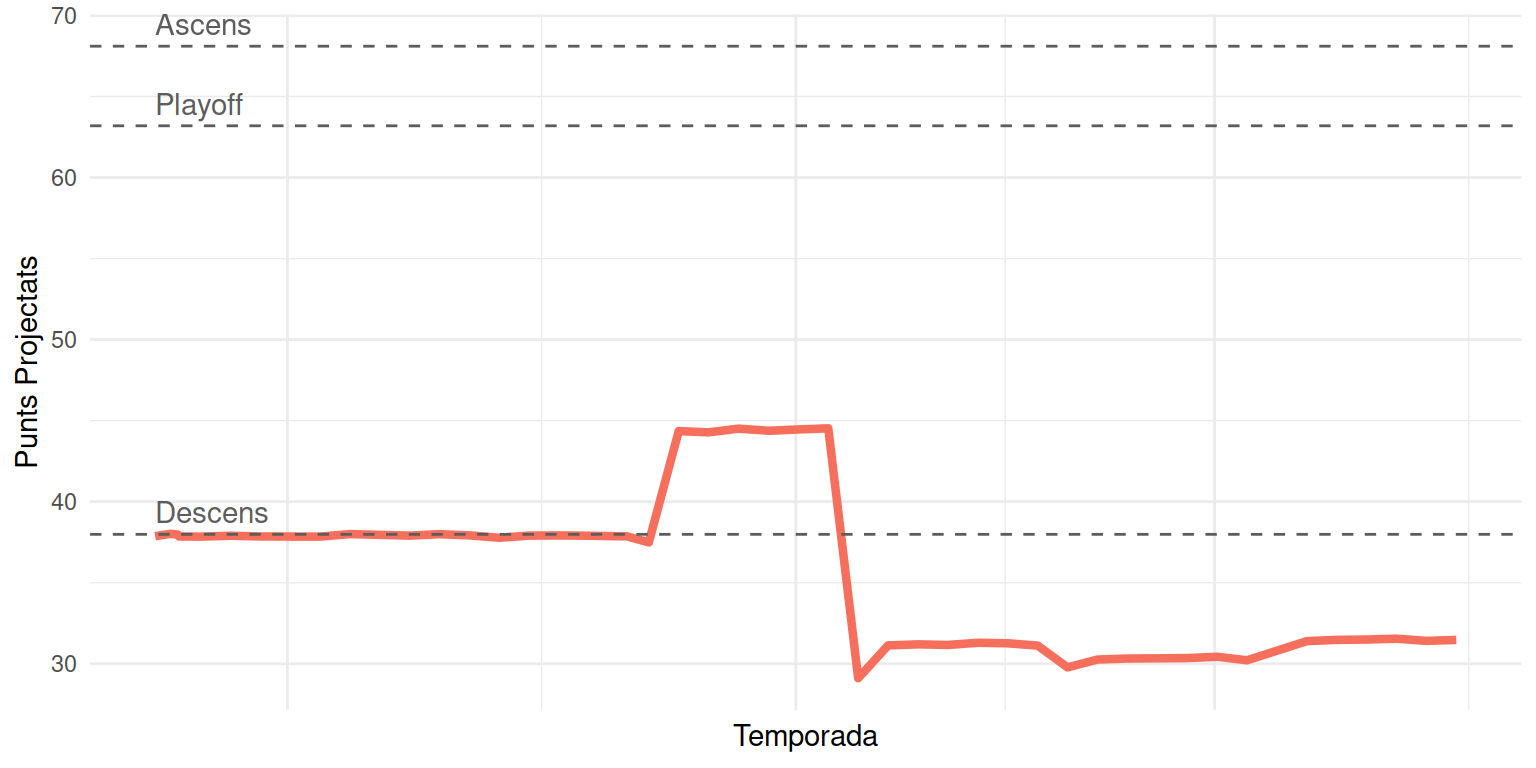 70
Ascens
Playoff
60
50
40
Descens
30
Punts Projectats
Temporada